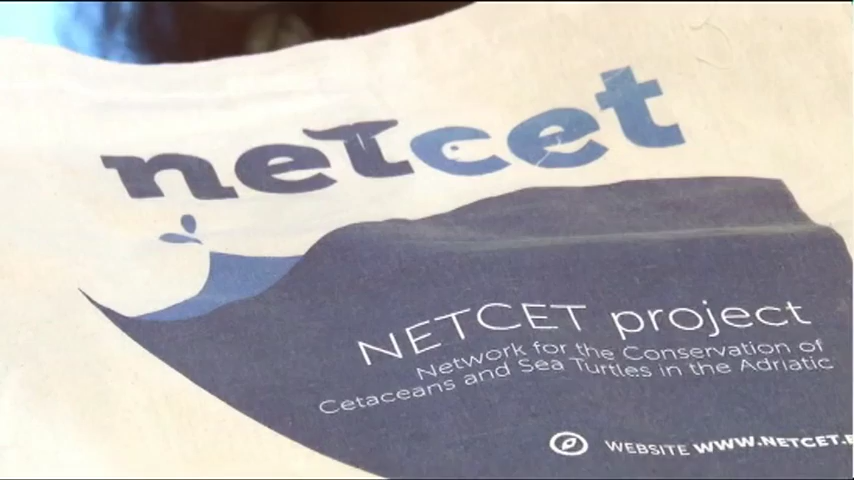 netcet
NETCET project
Network for the Conservation of
Cetaceans and Sea Turtles in the Adriatic
WEBSITE WWW.NETCET.E